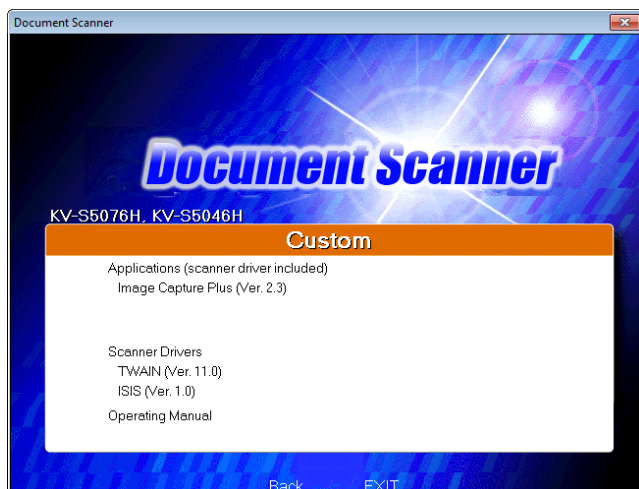 Document Scanner
Document Scanner
KV-S5076H, KV-S5046H
Custom
Applications (scanner driver included)
Image Capture Plus (Ver. 2.3)
Scanner Drivers
TWAIN (Ver. 11.0)
ISIS (Ver. 1.0)
Operating Manual
Back EXIT